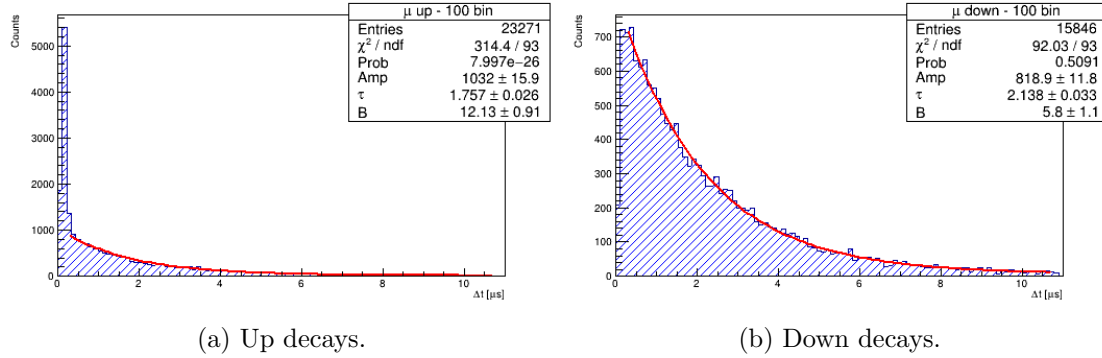 μ up - 100 bin
Entries 23271
χ² / ndf 314.4 / 93
Prob 7.997e−26
Amp 1032 ± 15.9
τ 1.757 ± 0.026
B 12.13 ± 0.91
Counts
5000
4000
3000
2000
1000
0
0 2 4 6 8 10
Δt [μs]
(a) Up decays.
μ down - 100 bin
Entries 15846
χ² / ndf 92.03 / 93
Prob 0.5091
Amp 818.9 ± 11.8
τ 2.138 ± 0.033
B 5.8 ± 1.1
Counts
700
600
500
400
300
200
100
0
0 2 4 6 8 10
Δt [μs]
(b) Down decays.